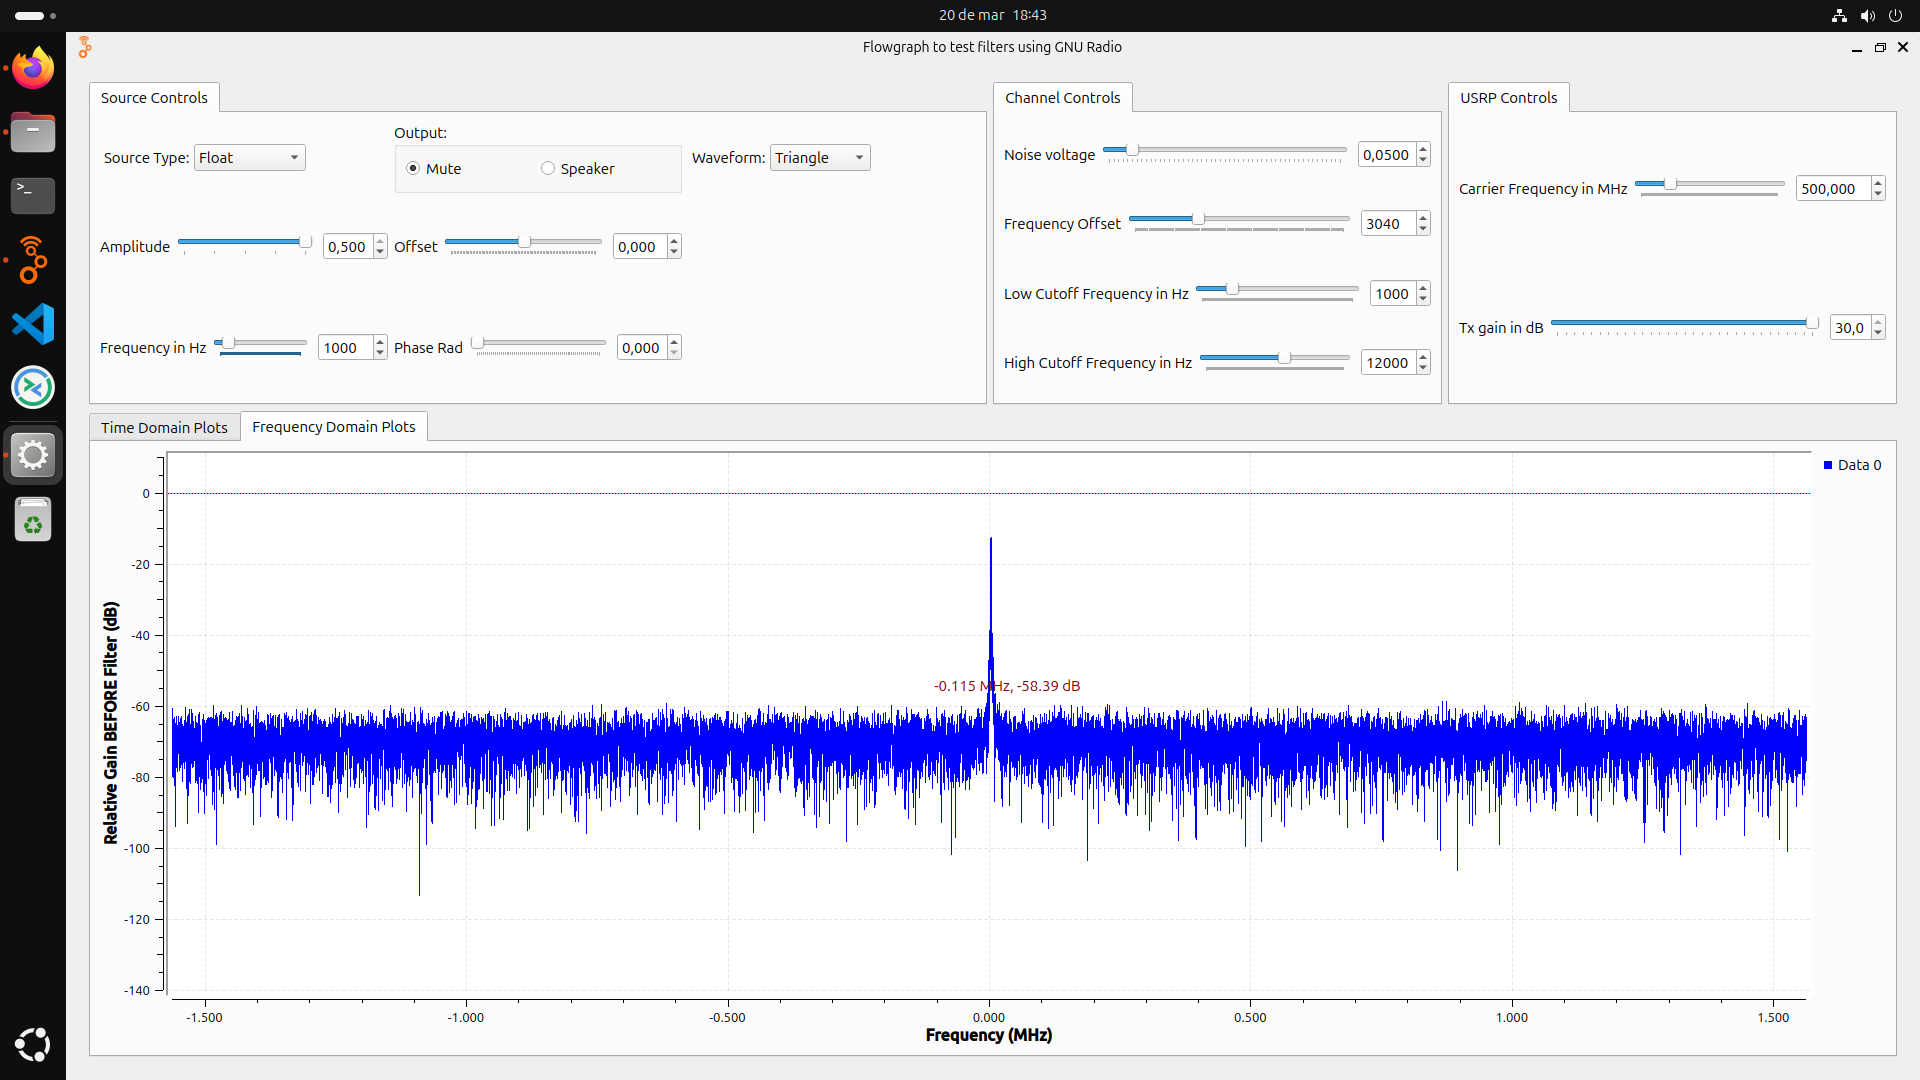 20 de mar 18:43
Flowgraph to test filters using GNU Radio
Source Controls
Source Type: Float
Output:
Mute Speaker
Waveform: Triangle
Amplitude 0,500 Offset 0,000
Frequency in Hz 1000 Phase Rad 0,000
Channel Controls
Noise voltage 0,0500
Frequency Offset 3040
Low Cutoff Frequency in Hz 1000
High Cutoff Frequency in Hz 12000
USRP Controls
Carrier Frequency in MHz 500,000
Tx gain in dB 30,0
Time Domain Plots Frequency Domain Plots
Data 0
Relative Gain BEFORE Filter (dB)
0
-20
-40
-60
-80
-100
-120
-140
-0.115 MHz, -58.39 dB
-1.500 -1.000 -0.500 0.000 0.500 1.000 1.500
Frequency (MHz)
>_